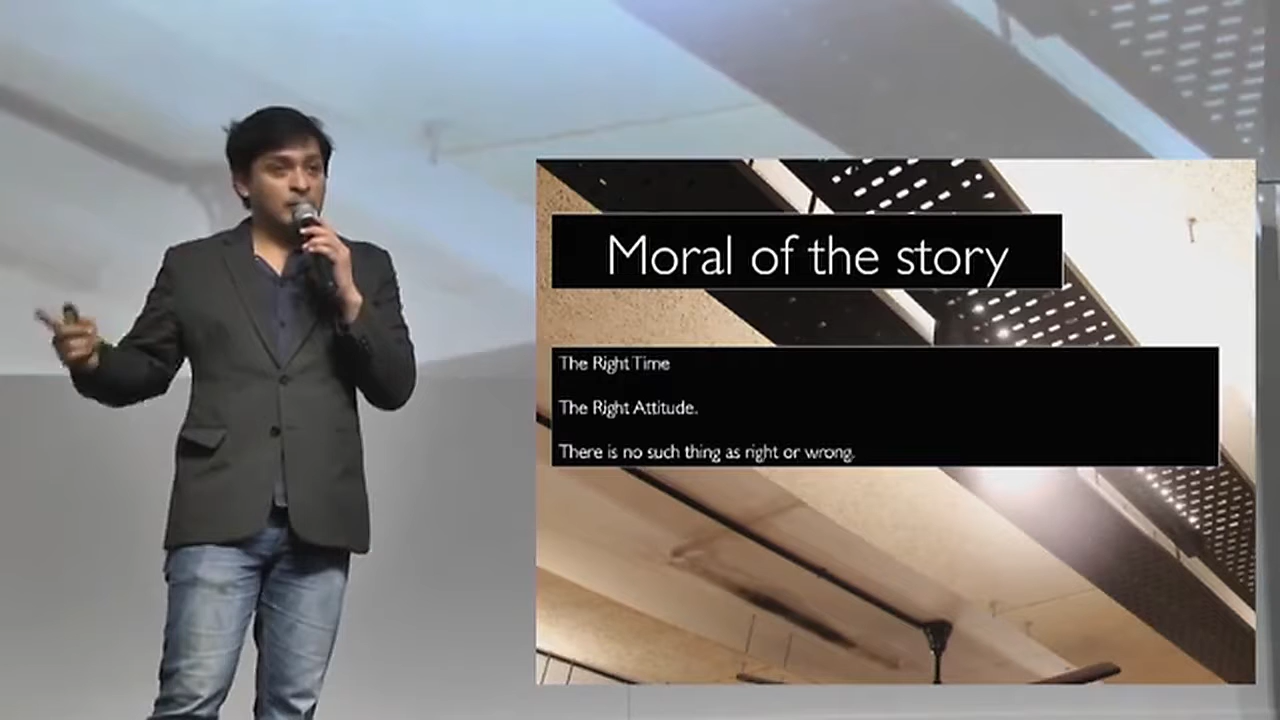 Moral of the story
The Right Time
The Right Attitude.
There is no such thing as right or wrong.